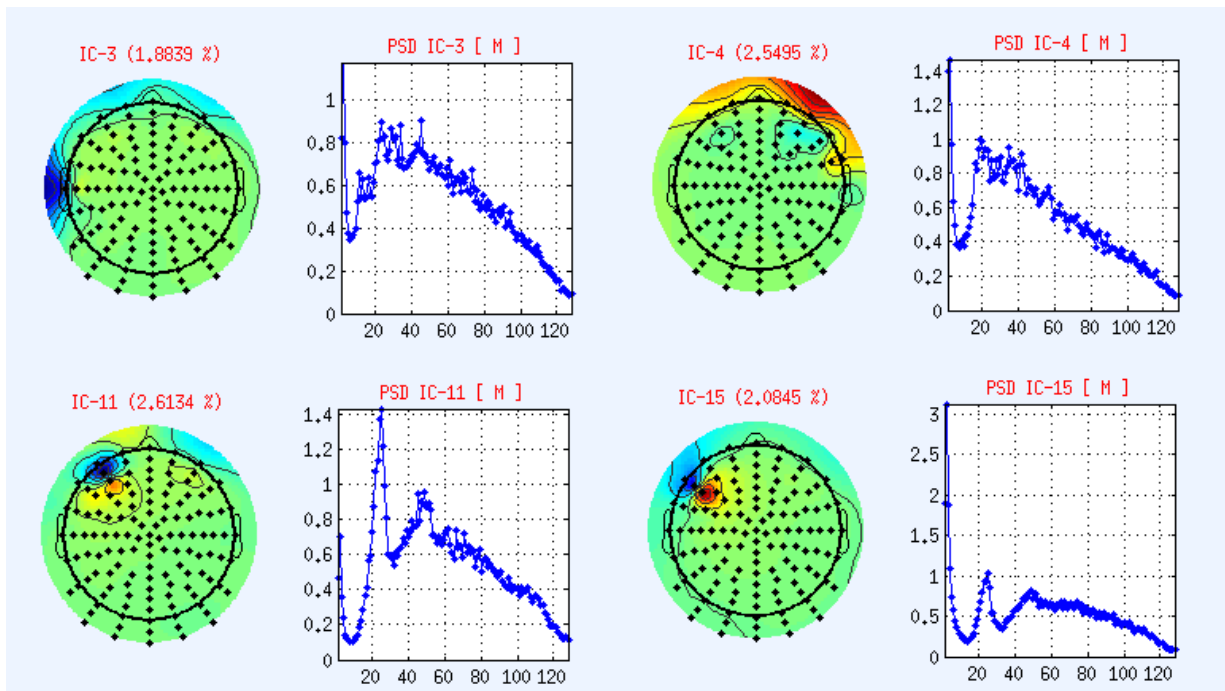 IC-3 (1.8839 %)
PSD IC-3 [ M ]
1
0.8
0.6
0.4
0.2
0
20 40 60 80 100 120
IC-4 (2.5495 %)
PSD IC-4 [ M ]
1.4
1.2
1
0.8
0.6
0.4
0.2
0
20 40 60 80 100 120
IC-11 (2.6134 %)
PSD IC-11 [ M ]
1.4
1.2
1
0.8
0.6
0.4
0.2
0
20 40 60 80 100 120
IC-15 (2.0845 %)
PSD IC-15 [ M ]
3
2.5
2
1.5
1
0.5
0
20 40 60 80 100 120